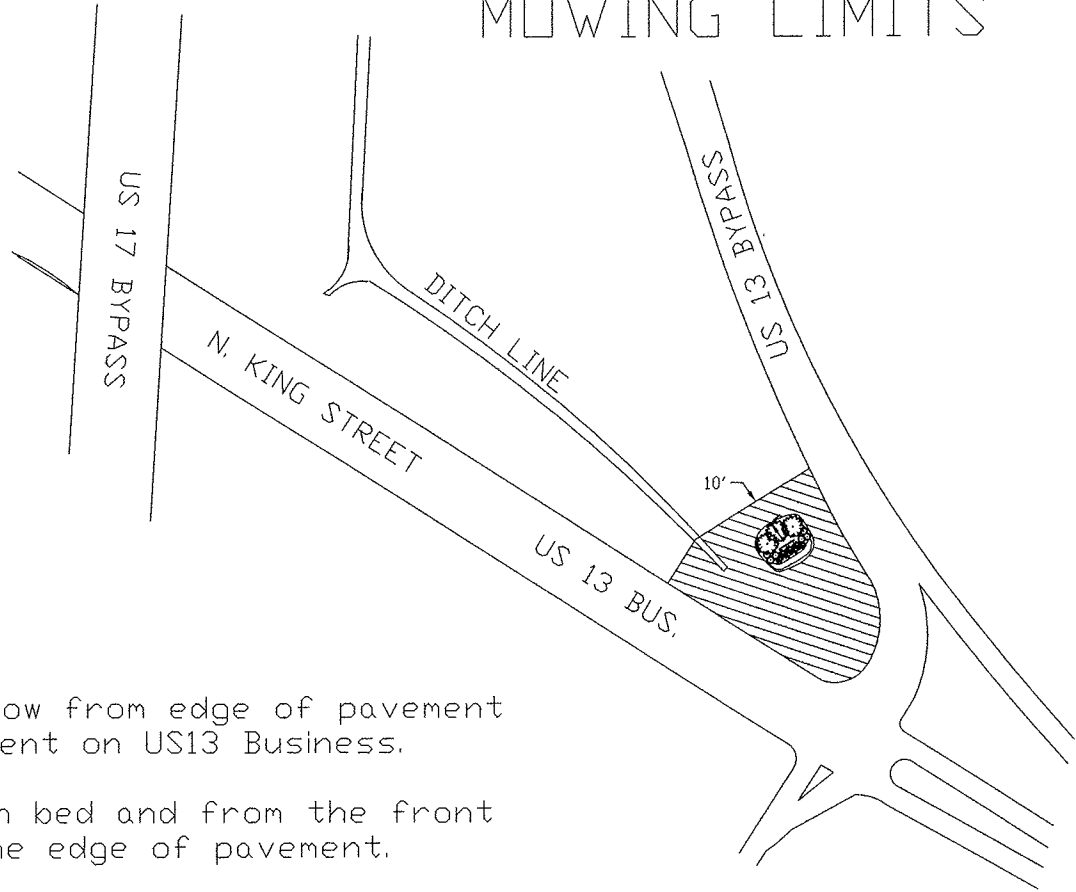 MOWING LIMITS
US 17 BYPASS
US 13 BYPASS
DITCH LINE
N. KING STREET
10'
US 13 BUS.
ow from edge of pavement
ent on US13 Business.
n bed and from the front
e edge of pavement.